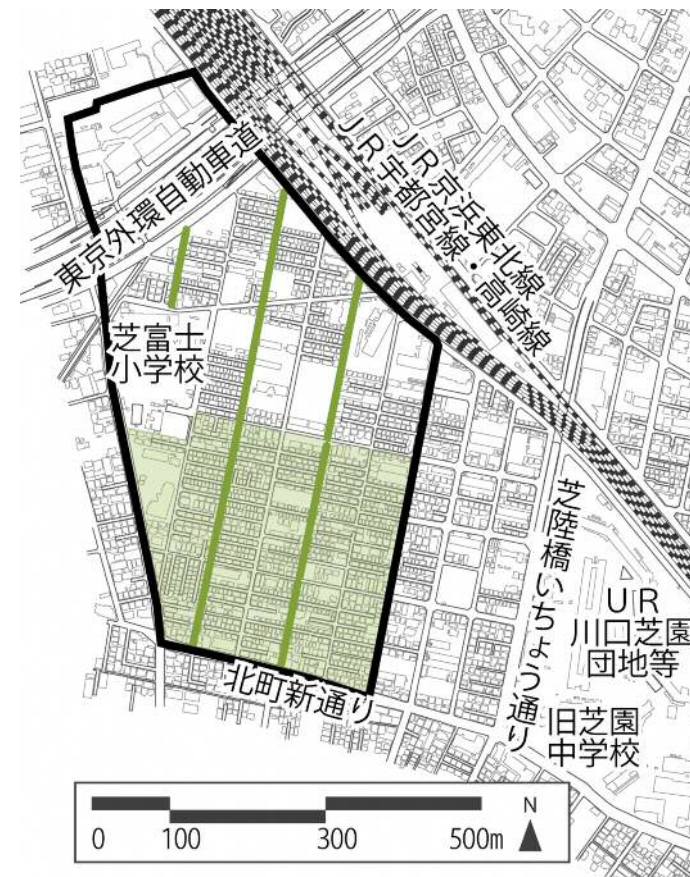 JR京浜東北線
JR宇都宮線・高崎線
東京外環自動車道
芝富士
小学校
芝陸橋いちょう通り
UR
川口芝園
団地等
北町新通り
旧芝園
中学校
N
0 100 300 500m